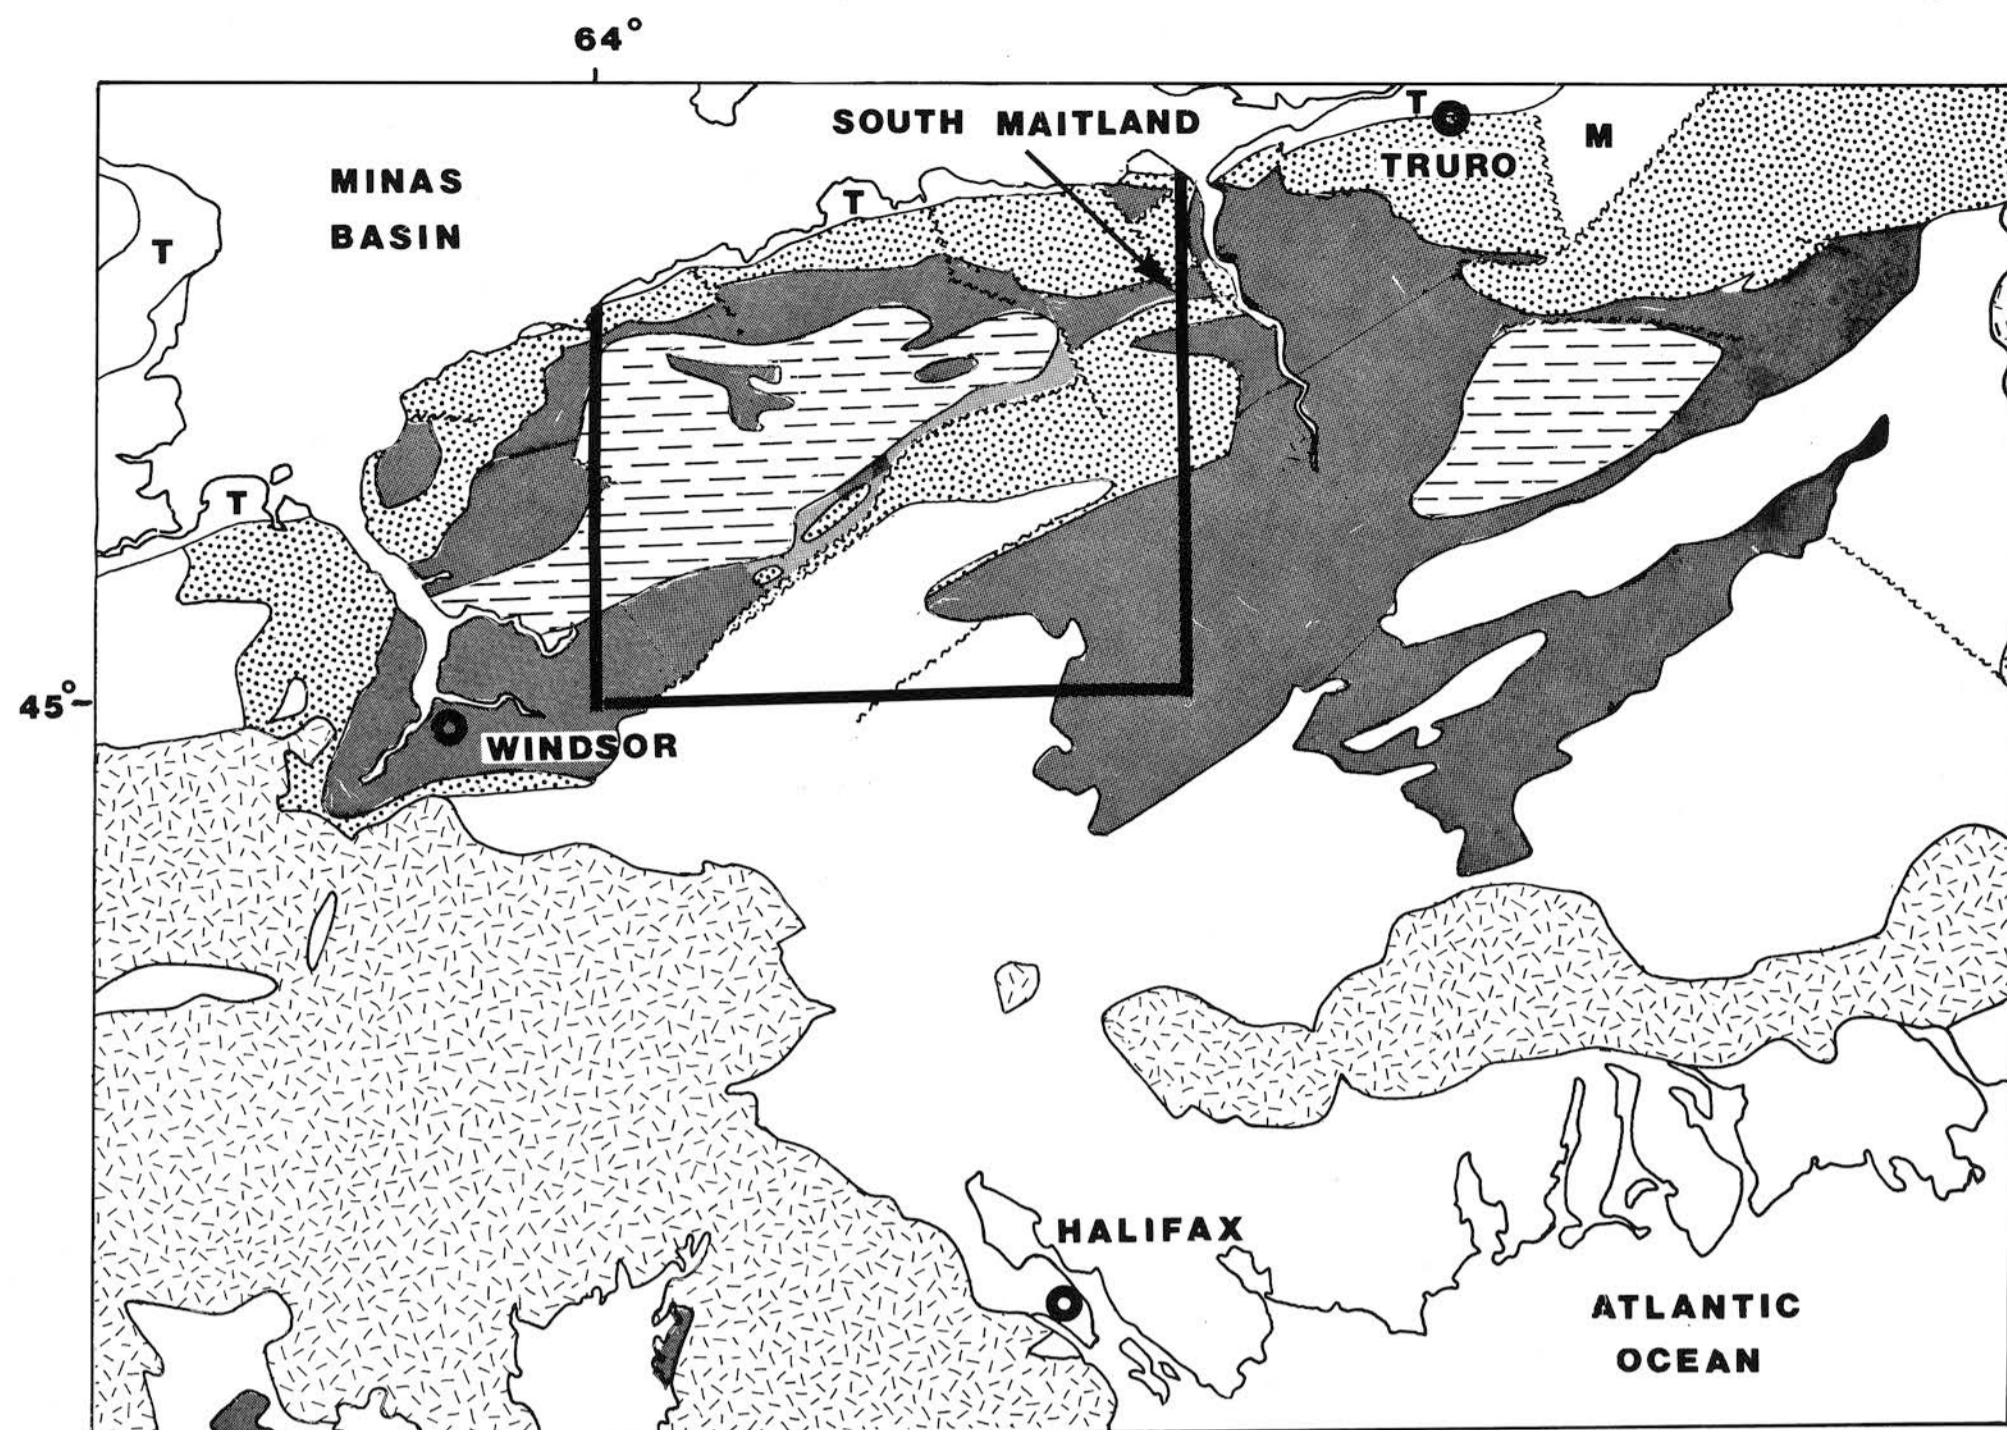 64°
SOUTH MAITLAND
T
TRURO
M
MINAS
BASIN
T
T
T
45°
WINDSOR
HALIFAX
ATLANTIC
OCEAN